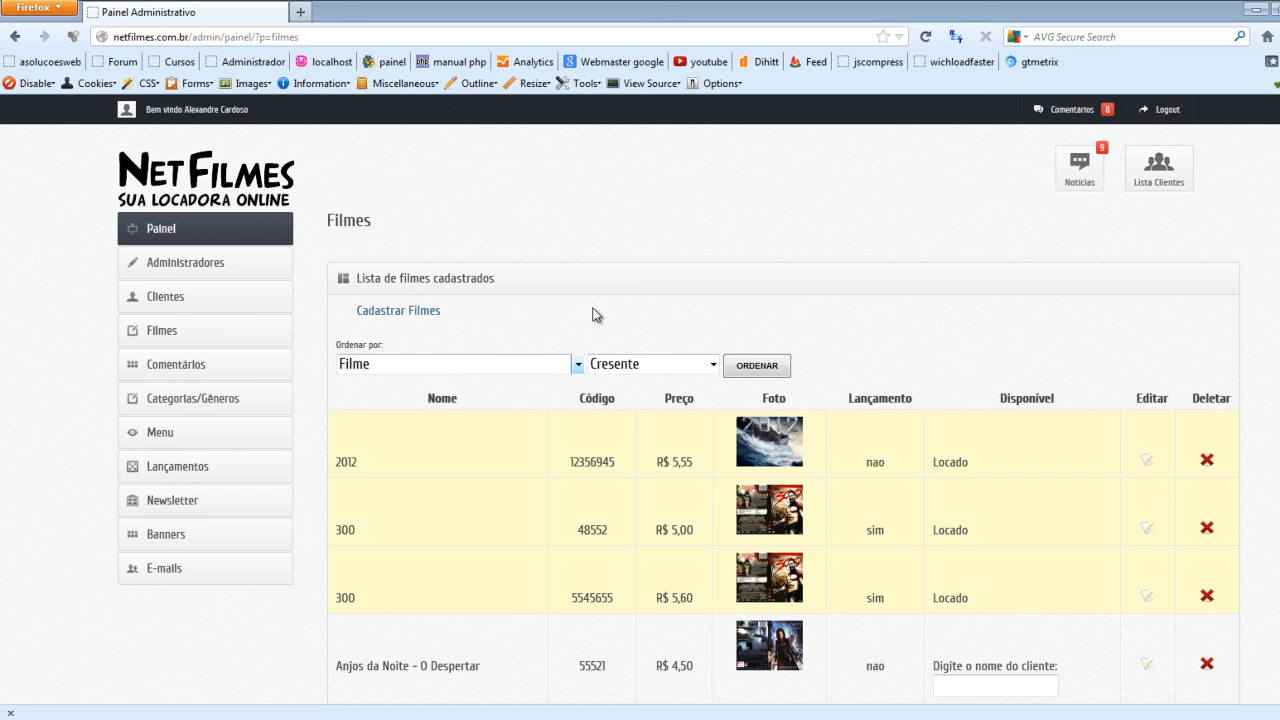 Firefox
Painel Administrativo
netfilmes.com.br/admin/painel/?p=filmes
AVG Secure Search
asolucoesweb Forum Cursos Administrador localhost painel manual php Analytics Webmaster google youtube Dihitt Feed jscompress wichloadfaster gtmetrix
Disable Cookies CSS Forms Images Information Miscellaneous Outline Resize Tools View Source Options
Bem vindo Alexandre Cardoso
Comentários 8 Logout
NET FILMES
SUA LOCADORA ONLINE
9
Notícias
Lista Clientes
Painel
Administradores
Clientes
Filmes
Comentários
Categorias/Gêneros
Menu
Lançamentos
Newsletter
Banners
E-mails
Filmes
Lista de filmes cadastrados
Cadastrar Filmes
Ordenar por:
Filme Cresente ORDENAR
Nome Código Preço Foto Lançamento Disponível Editar Deletar
2012 12356945 R$ 5,55 2012 nao Locado
300 48552 R$ 5,00 sim Locado
300 5545655 R$ 5,60 sim Locado
Anjos da Noite - O Despertar 55521 R$ 4,50 nao Digite o nome do cliente: